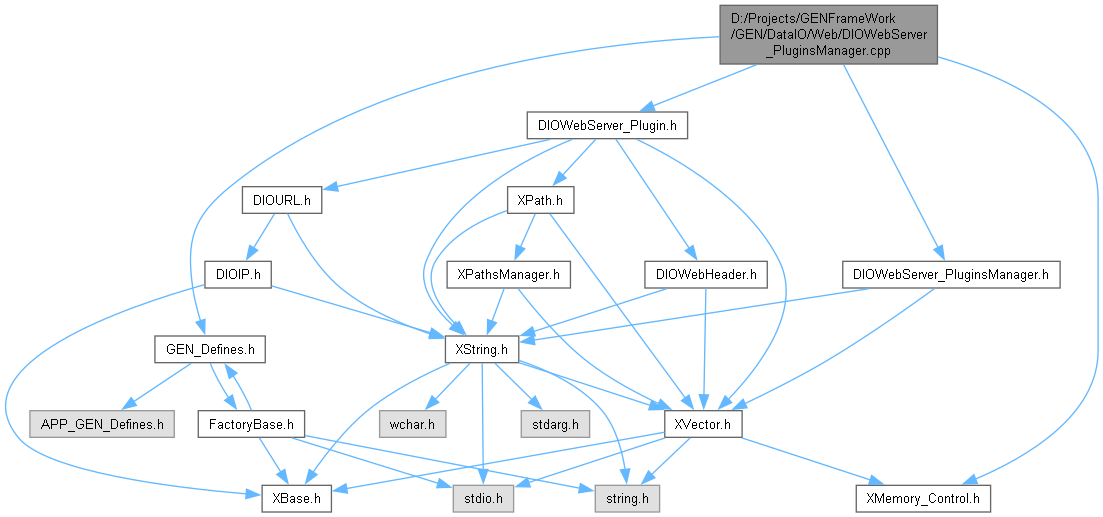 D:/Projects/GENFrameWork
/GEN/DataIO/Web/DIOWebServer
_PluginsManager.cpp
DIOWebServer_Plugin.h
DIOURL.h
XPath.h
DIOIP.h
XPathsManager.h
DIOWebHeader.h
DIOWebServer_PluginsManager.h
GEN_Defines.h
XString.h
APP_GEN_Defines.h
FactoryBase.h
wchar.h
stdarg.h
XVector.h
XBase.h
stdio.h
string.h
XMemory_Control.h